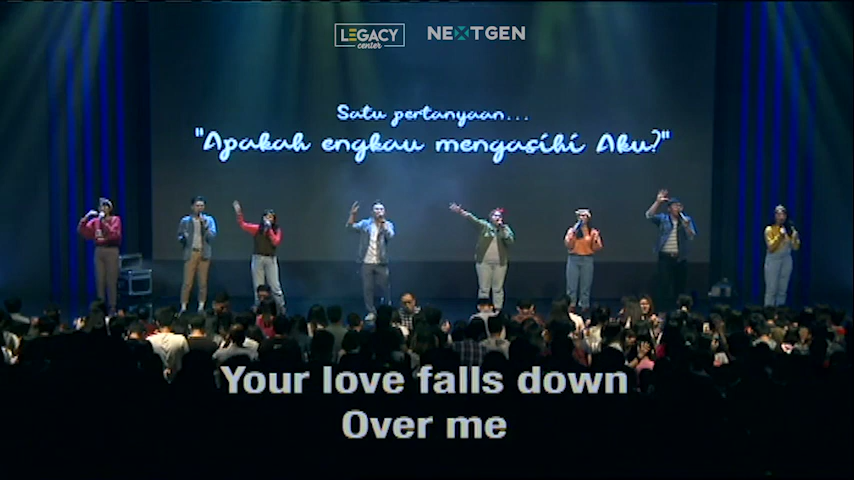 LEGACY
center
NEXTGEN
Satu pertanyaan...
"Apakah engkau mengasihi Aku?"
Your love falls down
Over me